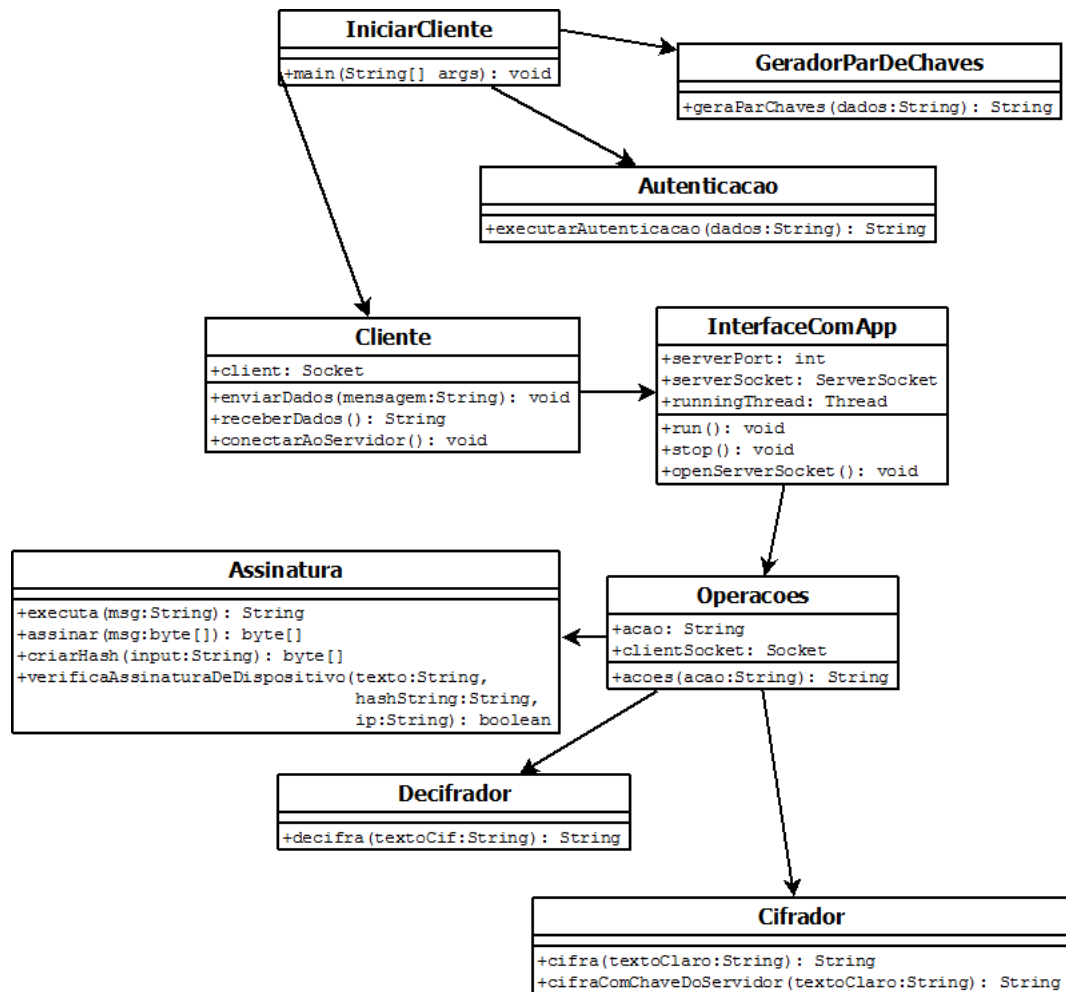 IniciarCliente
+main(String[] args): void
GeradorParDeChaves
+geraParChaves(dados:String): String
Autenticacao
+executarAutenticacao(dados:String): String
Cliente
+client: Socket
+enviarDados(mensagem:String): void
+receberDados(): String
+conectarAoServidor(): void
InterfaceComApp
+serverPort: int
+serverSocket: ServerSocket
+runningThread: Thread
+run(): void
+stop(): void
+openServerSocket(): void
Assinatura
+executa(msg:String): String
+assinar(msg:byte[]): byte[]
+criarHash(input:String): byte[]
+verificaAssinaturaDeDispositivo(texto:String,
hashString:String,
ip:String): boolean
Operacoes
+acao: String
+clientSocket: Socket
+acoes(acao:String): String
Decifrador
+decifra(textoCif:String): String
Cifrador
+cifra(textoClaro:String): String
+cifraComChaveDoServidor(textoClaro:String): String